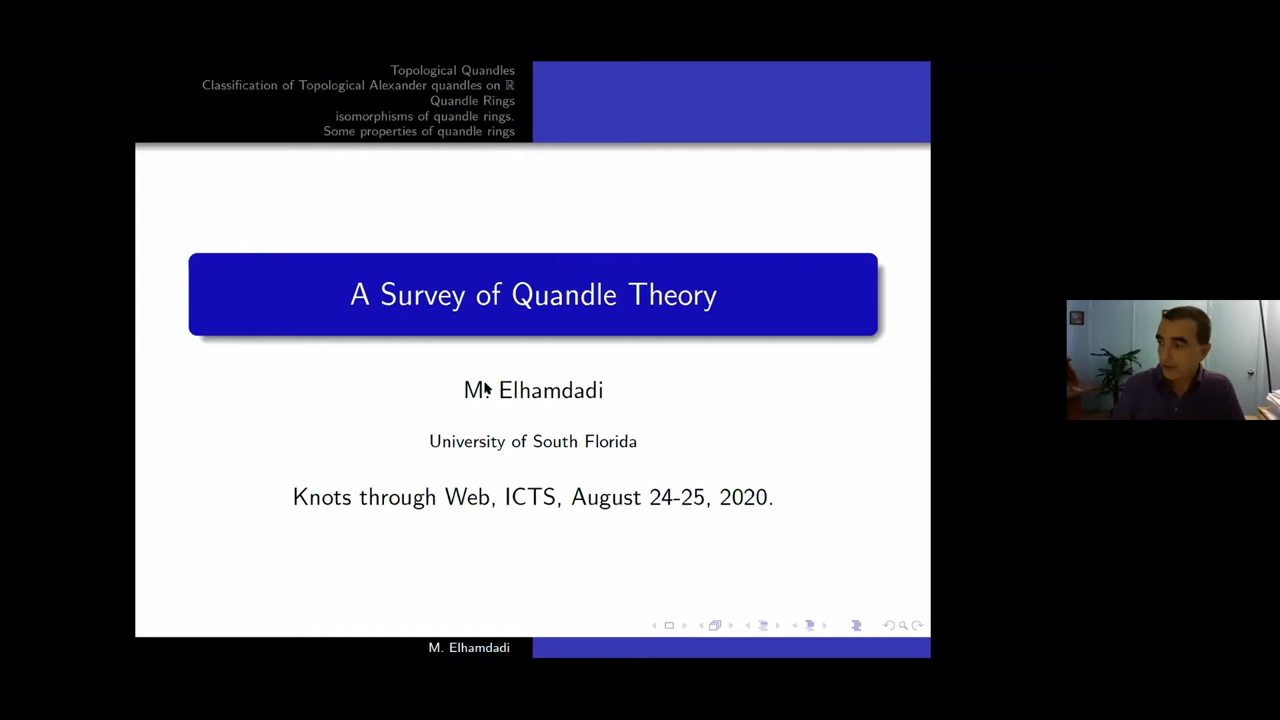 Topological Quandles
Classification of Topological Alexander quandles on ℝ
Quandle Rings
isomorphisms of quandle rings.
Some properties of quandle rings
A Survey of Quandle Theory
M. Elhamdadi
University of South Florida
Knots through Web, ICTS, August 24-25, 2020.
M. Elhamdadi